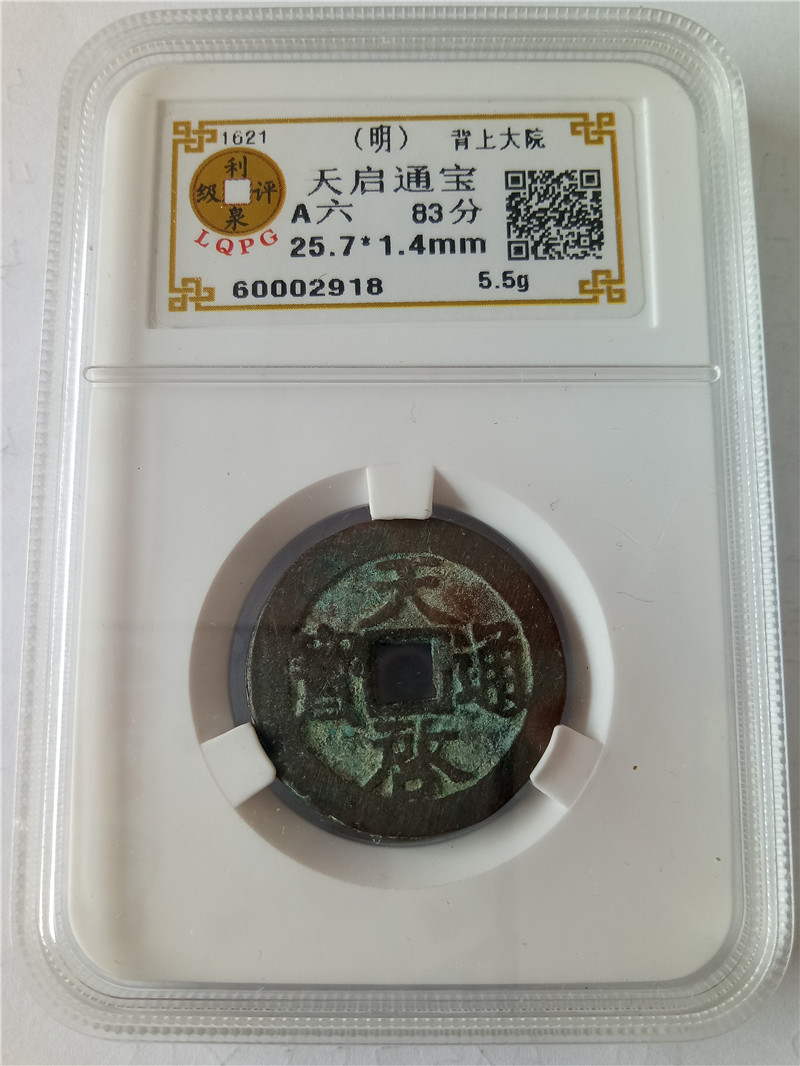 1621 （明） 背上大院
利泉评级 天启通宝
A六 83分
LQPG 25.7*1.4mm
60002918 5.5g
天啓通寶